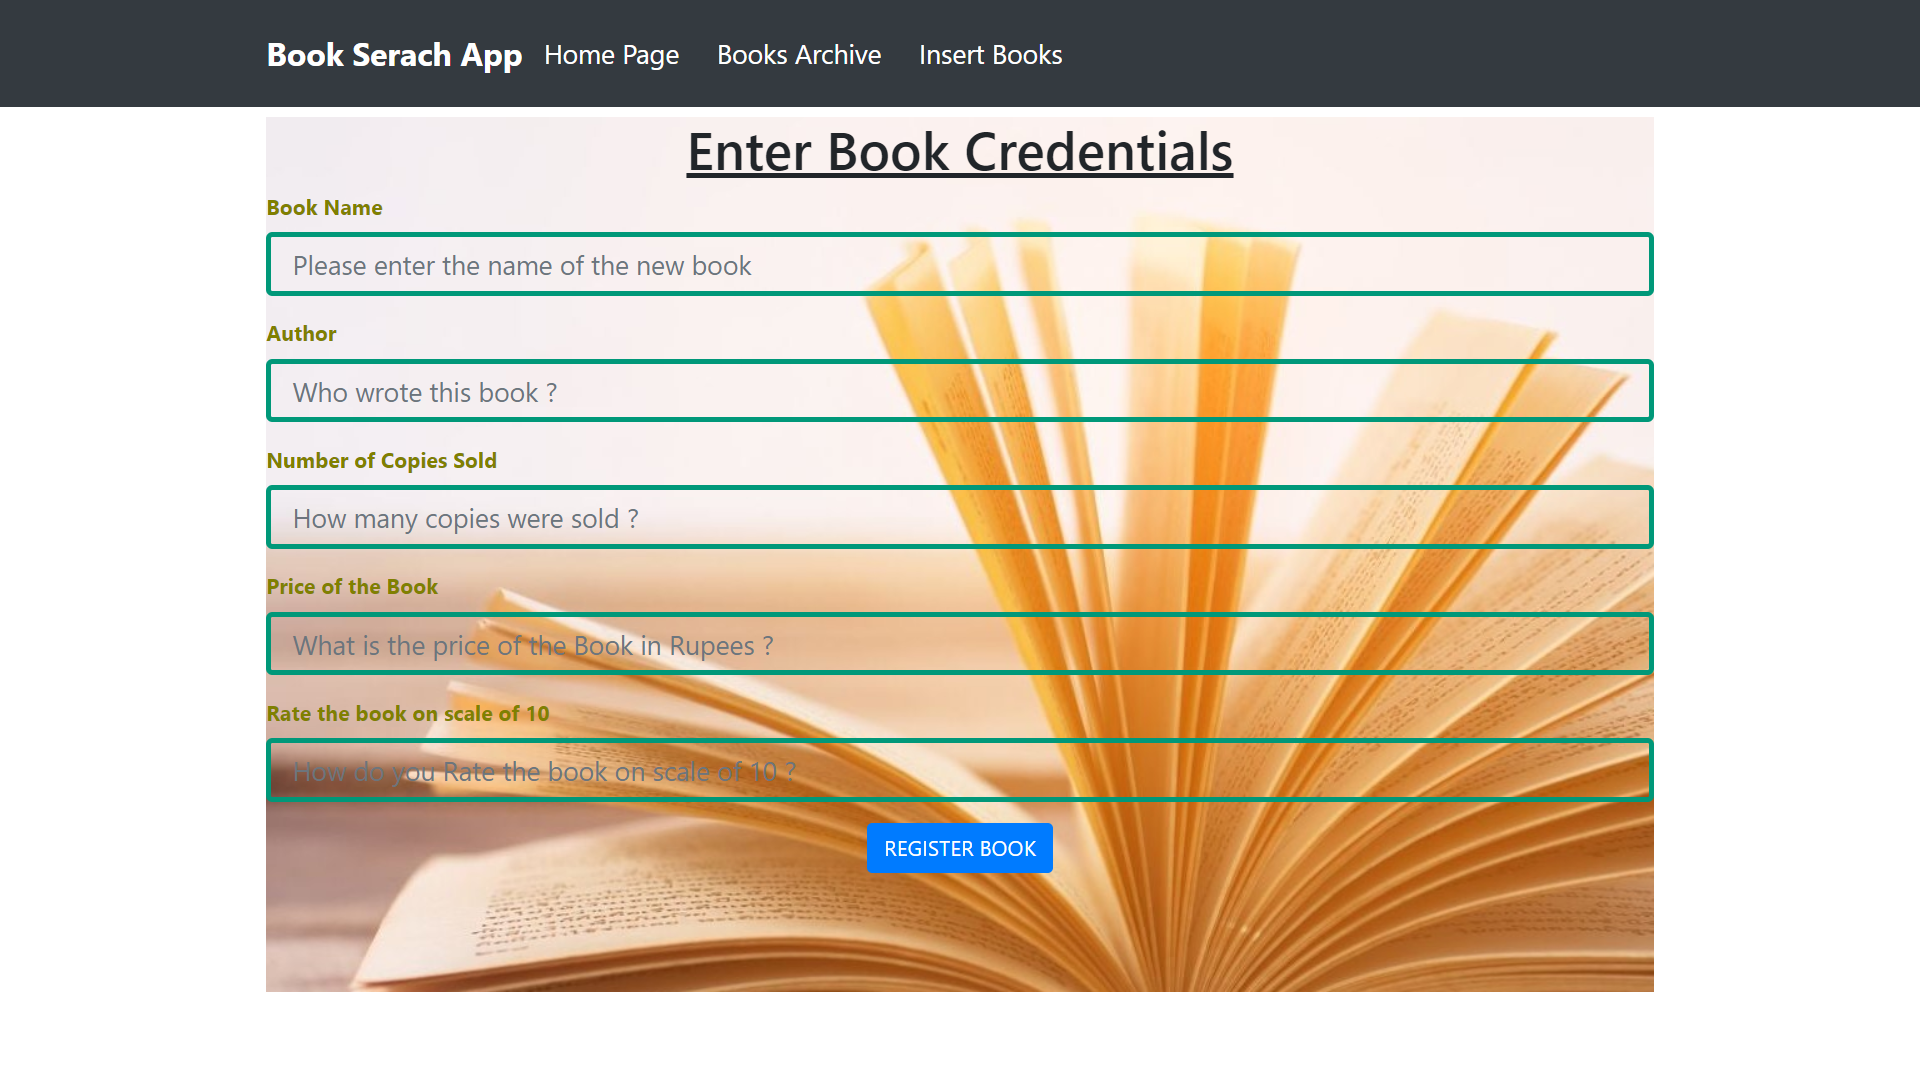 Book Serach App Home Page Books Archive Insert Books
Enter Book Credentials
Book Name
Please enter the name of the new book
Author
Who wrote this book ?
Number of Copies Sold
How many copies were sold ?
Price of the Book
What is the price of the Book in Rupees ?
Rate the book on scale of 10
How do you Rate the book on scale of 10 ?
REGISTER BOOK